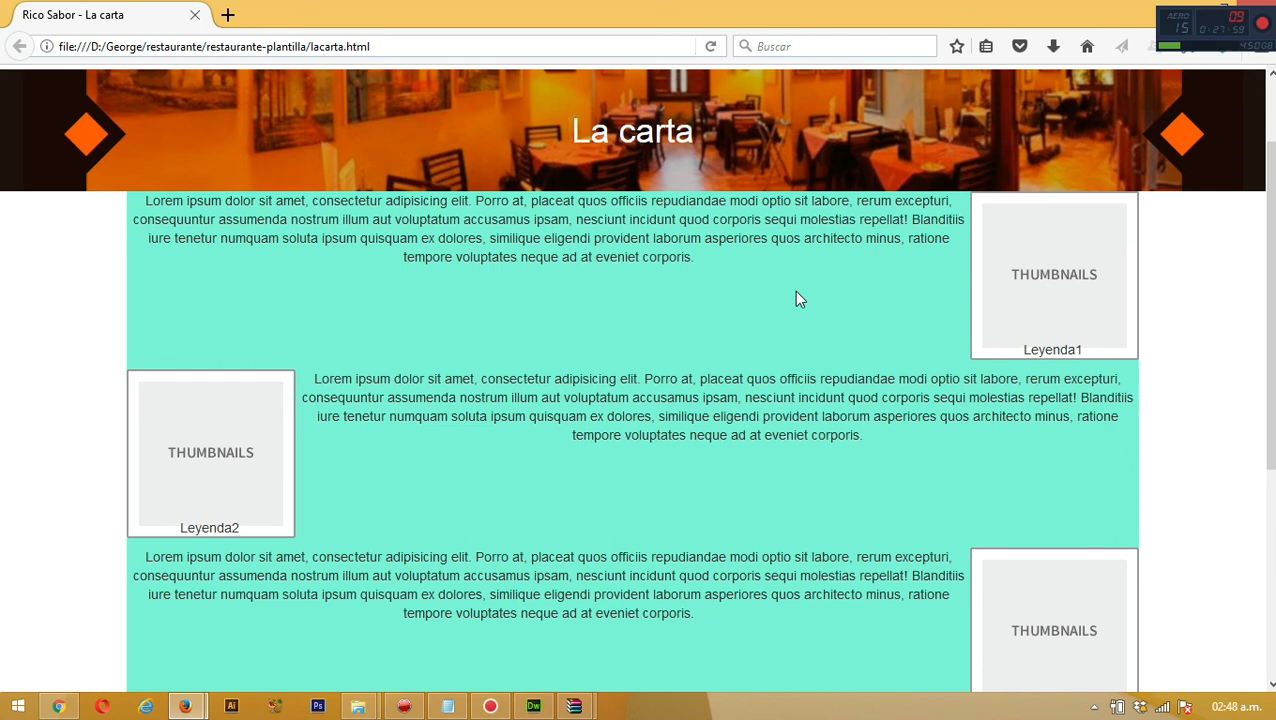 Rico Sabor - La carta
file:///D:/George/restaurante/restaurante-plantilla/lacarta.html
Buscar
AERO
15
09
0:27:59
450GB
La carta
Lorem ipsum dolor sit amet, consectetur adipisicing elit. Porro at, placeat quos officiis repudiandae modi optio sit labore, rerum excepturi,
consequuntur assumenda nostrum illum aut voluptatum accusamus ipsam, nesciunt incidunt quod corporis sequi molestias repellat! Blanditiis
iure tenetur numquam soluta ipsum quisquam ex dolores, similique eligendi provident laborum asperiores quos architecto minus, ratione
tempore voluptates neque ad at eveniet corporis.
THUMBNAILS
Leyenda1
THUMBNAILS
Leyenda2
Lorem ipsum dolor sit amet, consectetur adipisicing elit. Porro at, placeat quos officiis repudiandae modi optio sit labore, rerum excepturi,
consequuntur assumenda nostrum illum aut voluptatum accusamus ipsam, nesciunt incidunt quod corporis sequi molestias repellat! Blanditiis
iure tenetur numquam soluta ipsum quisquam ex dolores, similique eligendi provident laborum asperiores quos architecto minus, ratione
tempore voluptates neque ad at eveniet corporis.
Lorem ipsum dolor sit amet, consectetur adipisicing elit. Porro at, placeat quos officiis repudiandae modi optio sit labore, rerum excepturi,
consequuntur assumenda nostrum illum aut voluptatum accusamus ipsam, nesciunt incidunt quod corporis sequi molestias repellat! Blanditiis
iure tenetur numquam soluta ipsum quisquam ex dolores, similique eligendi provident laborum asperiores quos architecto minus, ratione
tempore voluptates neque ad at eveniet corporis.
THUMBNAILS
Ai
Ps
Dw
02:48 a.m.